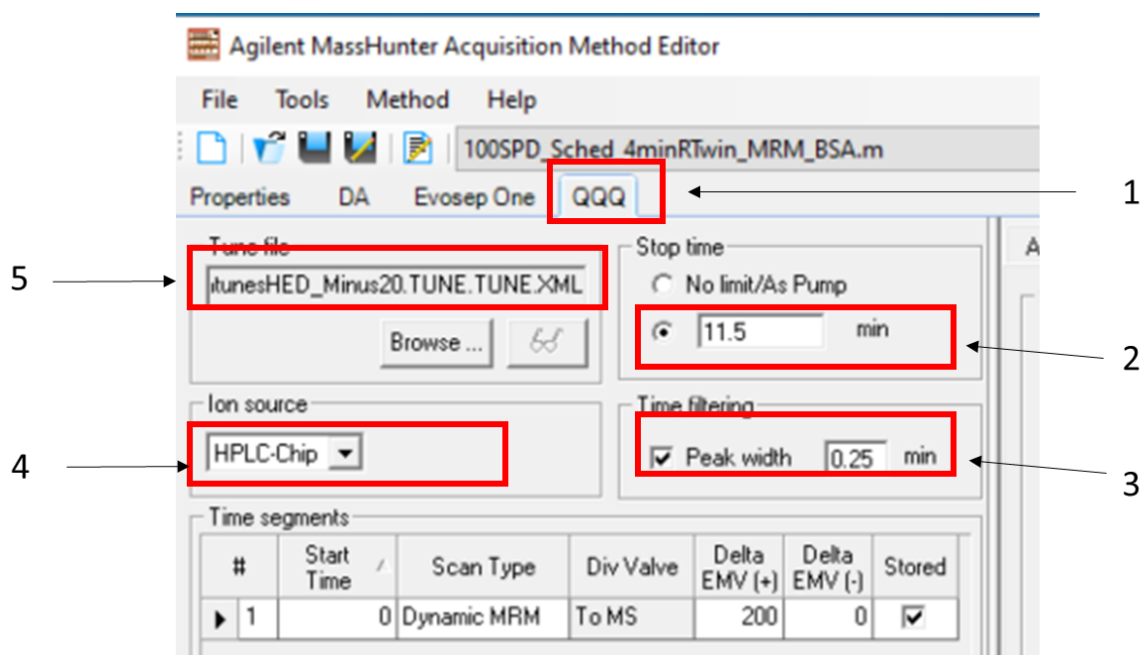 Agilent MassHunter Acquisition Method Editor
File Tools Method Help
100SPD_Sched_4minRTwin_MRM_BSA.m
Properties DA Evosep One QQQ
1
Tune file
Stop time
A
5
itunesHED_Minus20.TUNE.TUNE.XML
No limit/As Pump
Browse ...
11.5 min
2
Ion source
Time filtering
4
HPLC-Chip
Peak width 0.25 min
3
Time segments
# Start Time Scan Type Div Valve Delta EMV (+) Delta EMV (-) Stored
1 0 Dynamic MRM To MS 200 0